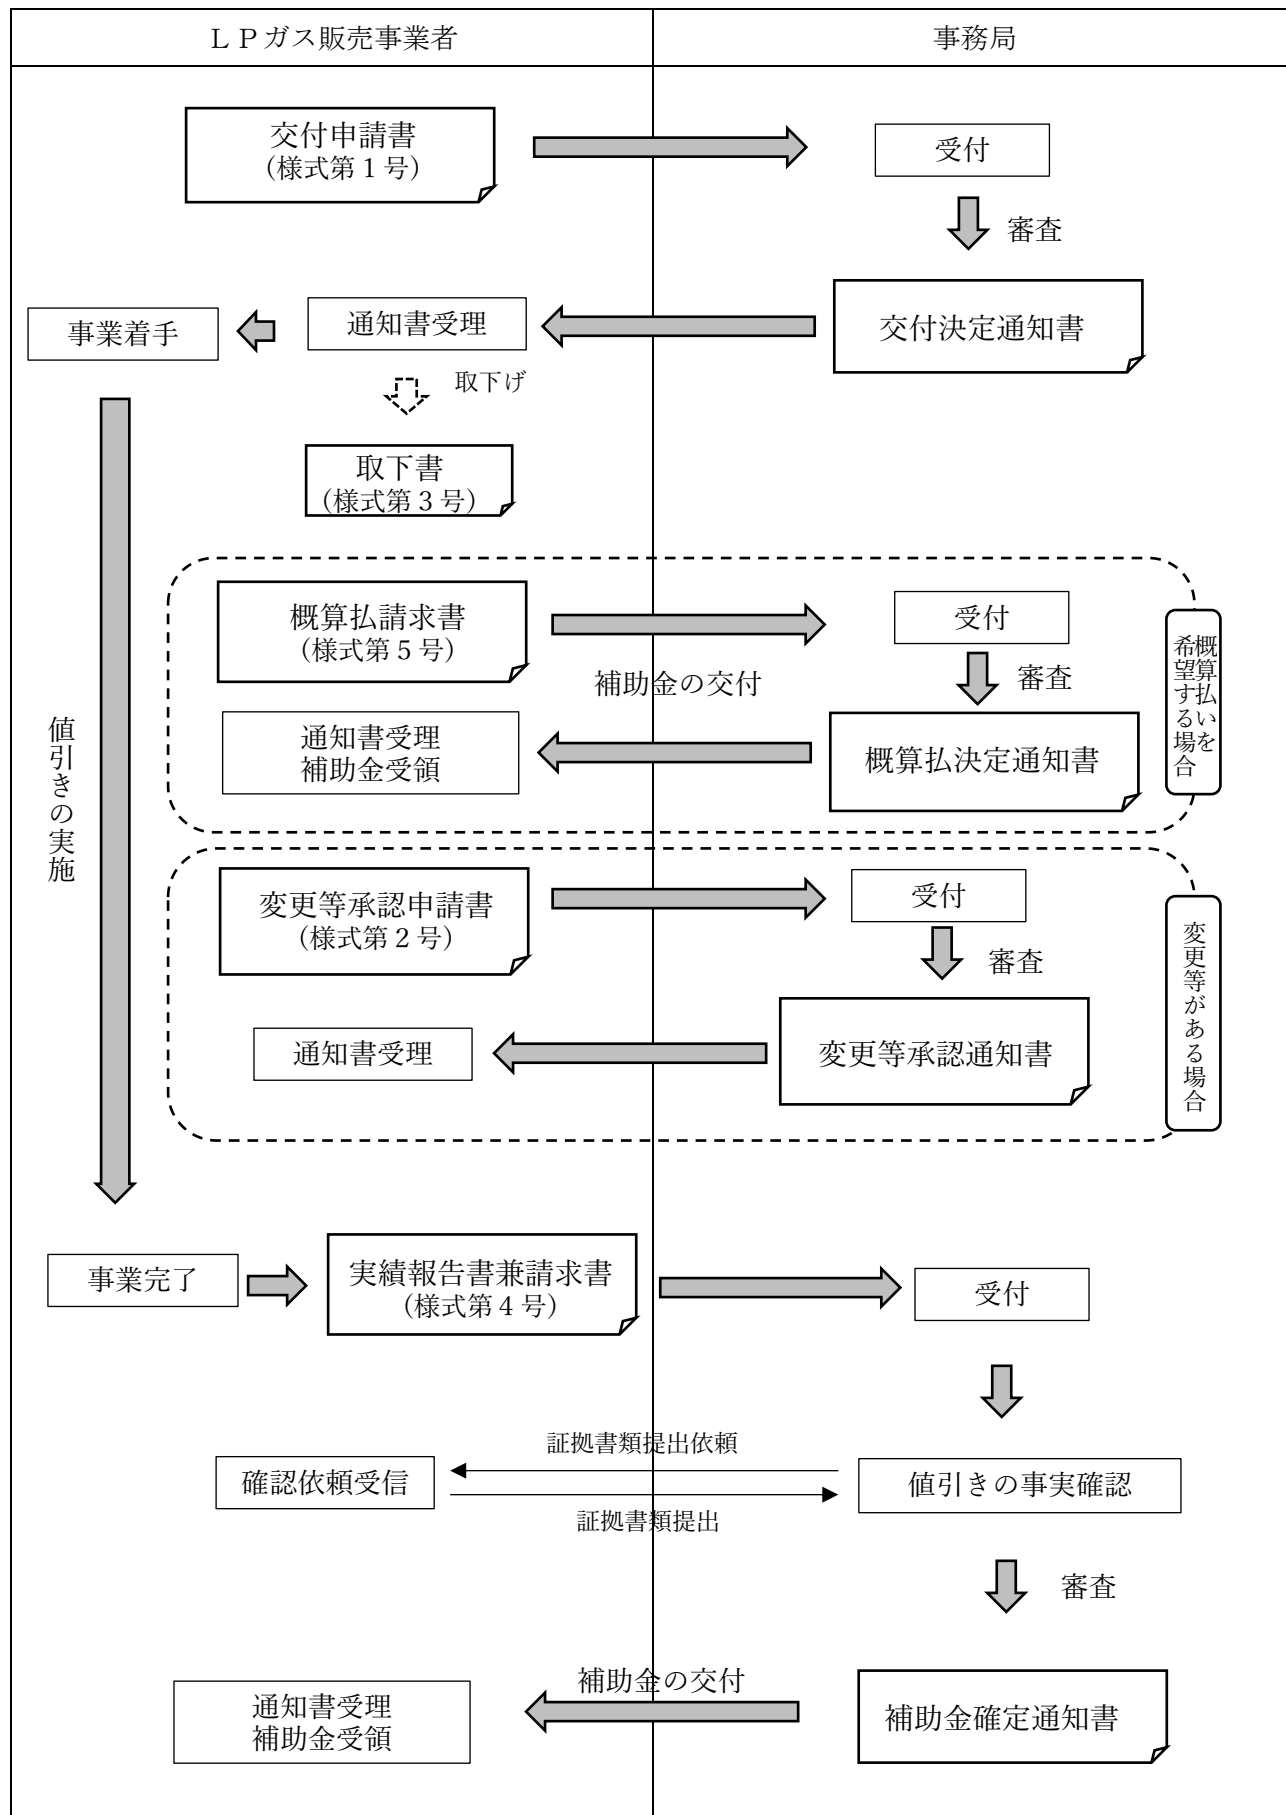 ＬＰガス販売事業者
事務局
交付申請書
（様式第１号）
受付
審査
交付決定通知書
通知書受理
事業着手
取下げ
取下書
（様式第３号）
概算払請求書
（様式第５号）
受付
審査
補助金の交付
概算払決定通知書
通知書受理
補助金受領
概算払いを
希望する場合
値引きの実施
変更等承認申請書
（様式第２号）
受付
審査
変更等承認通知書
通知書受理
変更等がある場合
事業完了
実績報告書兼請求書
（様式第４号）
受付
証拠書類提出依頼
確認依頼受信
値引きの事実確認
証拠書類提出
審査
補助金の交付
補助金確定通知書
通知書受理
補助金受領